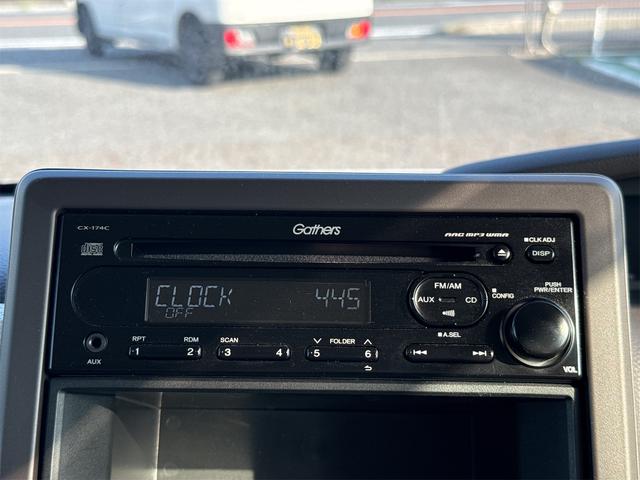 CX-174C
Gathers
AAC MP3 WMA
CLK ADJ
DISP
CLOCK 445
OFF
FM/AM
AUX
CD
CONFIG
PUSH
PWR/ENTER
AUX
RPT
RDM
1
2
SCAN
3
4
FOLDER
5
6
A.SEL
VOL